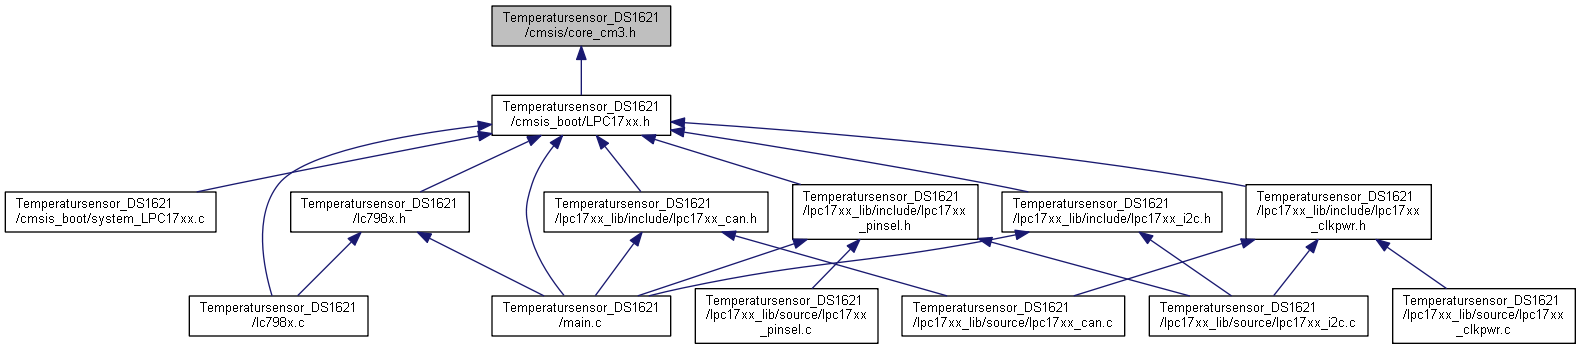 Temperatursensor_DS1621
/cmsis/core_cm3.h
Temperatursensor_DS1621
/cmsis_boot/LPC17xx.h
Temperatursensor_DS1621
/cmsis_boot/system_LPC17xx.c
Temperatursensor_DS1621
/lc798x.h
Temperatursensor_DS1621
/lpc17xx_lib/include/lpc17xx_can.h
Temperatursensor_DS1621
/lpc17xx_lib/include/lpc17xx
_pinsel.h
Temperatursensor_DS1621
/lpc17xx_lib/include/lpc17xx_i2c.h
Temperatursensor_DS1621
/lpc17xx_lib/include/lpc17xx
_clkpwr.h
Temperatursensor_DS1621
/lc798x.c
Temperatursensor_DS1621
/main.c
Temperatursensor_DS1621
/lpc17xx_lib/source/lpc17xx
_pinsel.c
Temperatursensor_DS1621
/lpc17xx_lib/source/lpc17xx_can.c
Temperatursensor_DS1621
/lpc17xx_lib/source/lpc17xx_i2c.c
Temperatursensor_DS1621
/lpc17xx_lib/source/lpc17xx
_clkpwr.c